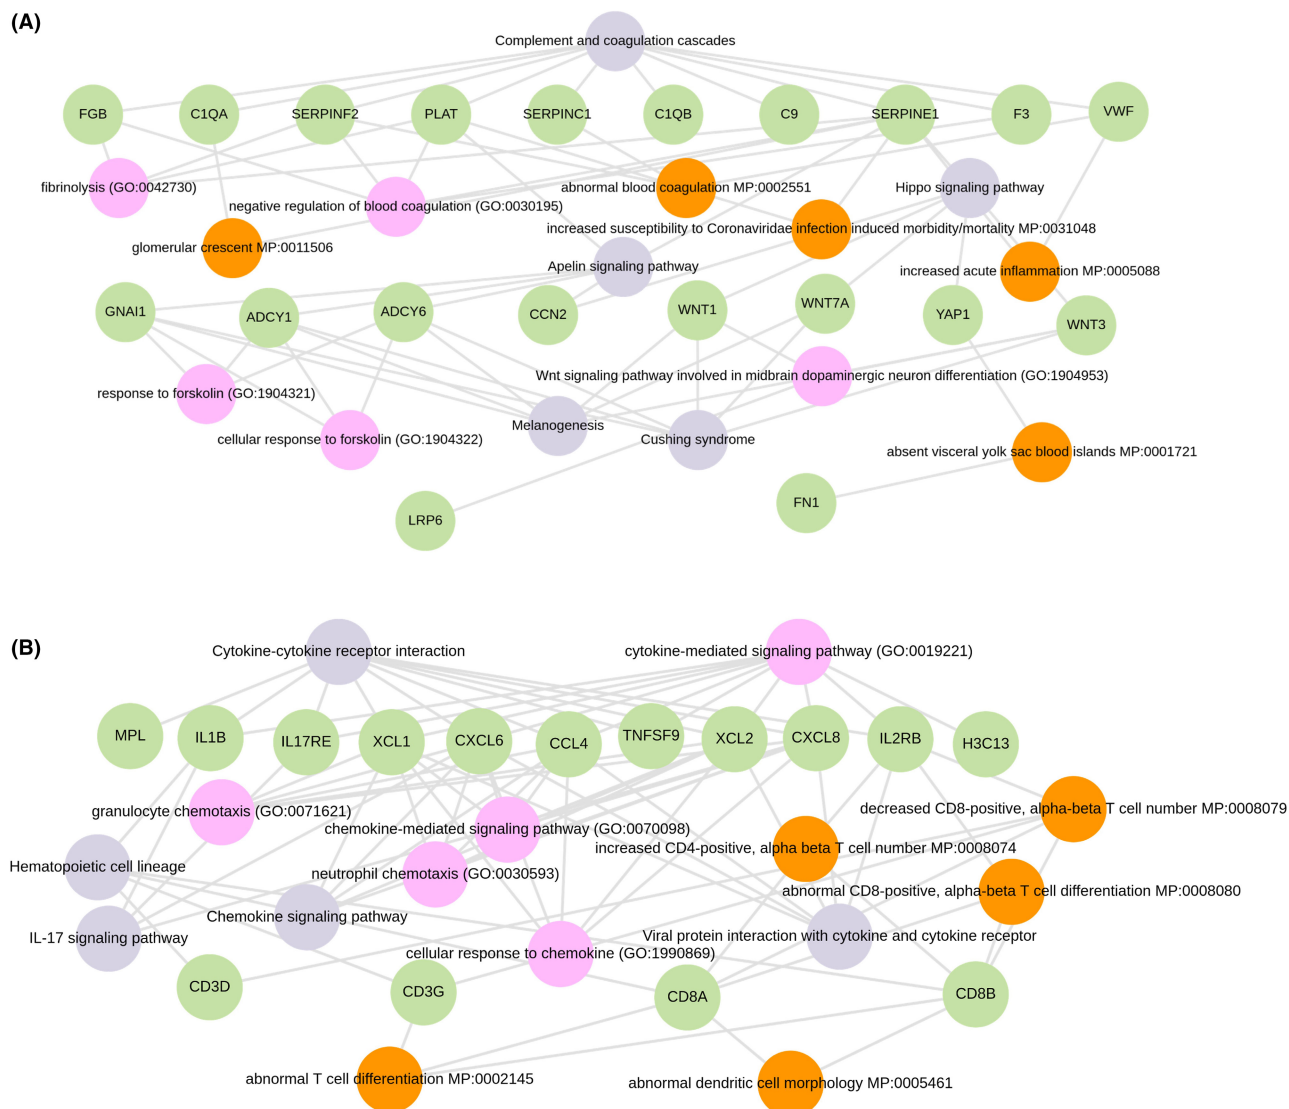 (A)
Complement and coagulation cascades
FGB
C1QA
SERPINF2
PLAT
SERPINC1
C1QB
C9
SERPINE1
F3
VWF
fibrinolysis (GO:0042730)
abnormal blood coagulation MP:0002551
Hippo signaling pathway
negative regulation of blood coagulation (GO:0030195)
increased susceptibility to Coronaviridae infection induced morbidity/mortality MP:0031048
glomerular crescent MP:0011506
Apelin signaling pathway
increased acute inflammation MP:0005088
GNAI1
ADCY1
ADCY6
CCN2
WNT1
WNT7A
YAP1
WNT3
Wnt signaling pathway involved in midbrain dopaminergic neuron differentiation (GO:1904953)
response to forskolin (GO:1904321)
Melanogenesis
cellular response to forskolin (GO:1904322)
Cushing syndrome
absent visceral yolk sac blood islands MP:0001721
LRP6
FN1
(B)
Cytokine-cytokine receptor interaction
cytokine-mediated signaling pathway (GO:0019221)
MPL
IL1B
IL17RE
XCL1
CXCL6
CCL4
TNFSF9
XCL2
CXCL8
IL2RB
H3C13
granulocyte chemotaxis (GO:0071621)
decreased CD8-positive, alpha-beta T cell number MP:0008079
chemokine-mediated signaling pathway (GO:0070098)
increased CD4-positive, alpha beta T cell number MP:0008074
Hematopoietic cell lineage
neutrophil chemotaxis (GO:0030593)
abnormal CD8-positive, alpha-beta T cell differentiation MP:0008080
Chemokine signaling pathway
IL-17 signaling pathway
Viral protein interaction with cytokine and cytokine receptor
cellular response to chemokine (GO:1990869)
CD3D
CD3G
CD8A
CD8B
abnormal T cell differentiation MP:0002145
abnormal dendritic cell morphology MP:0005461